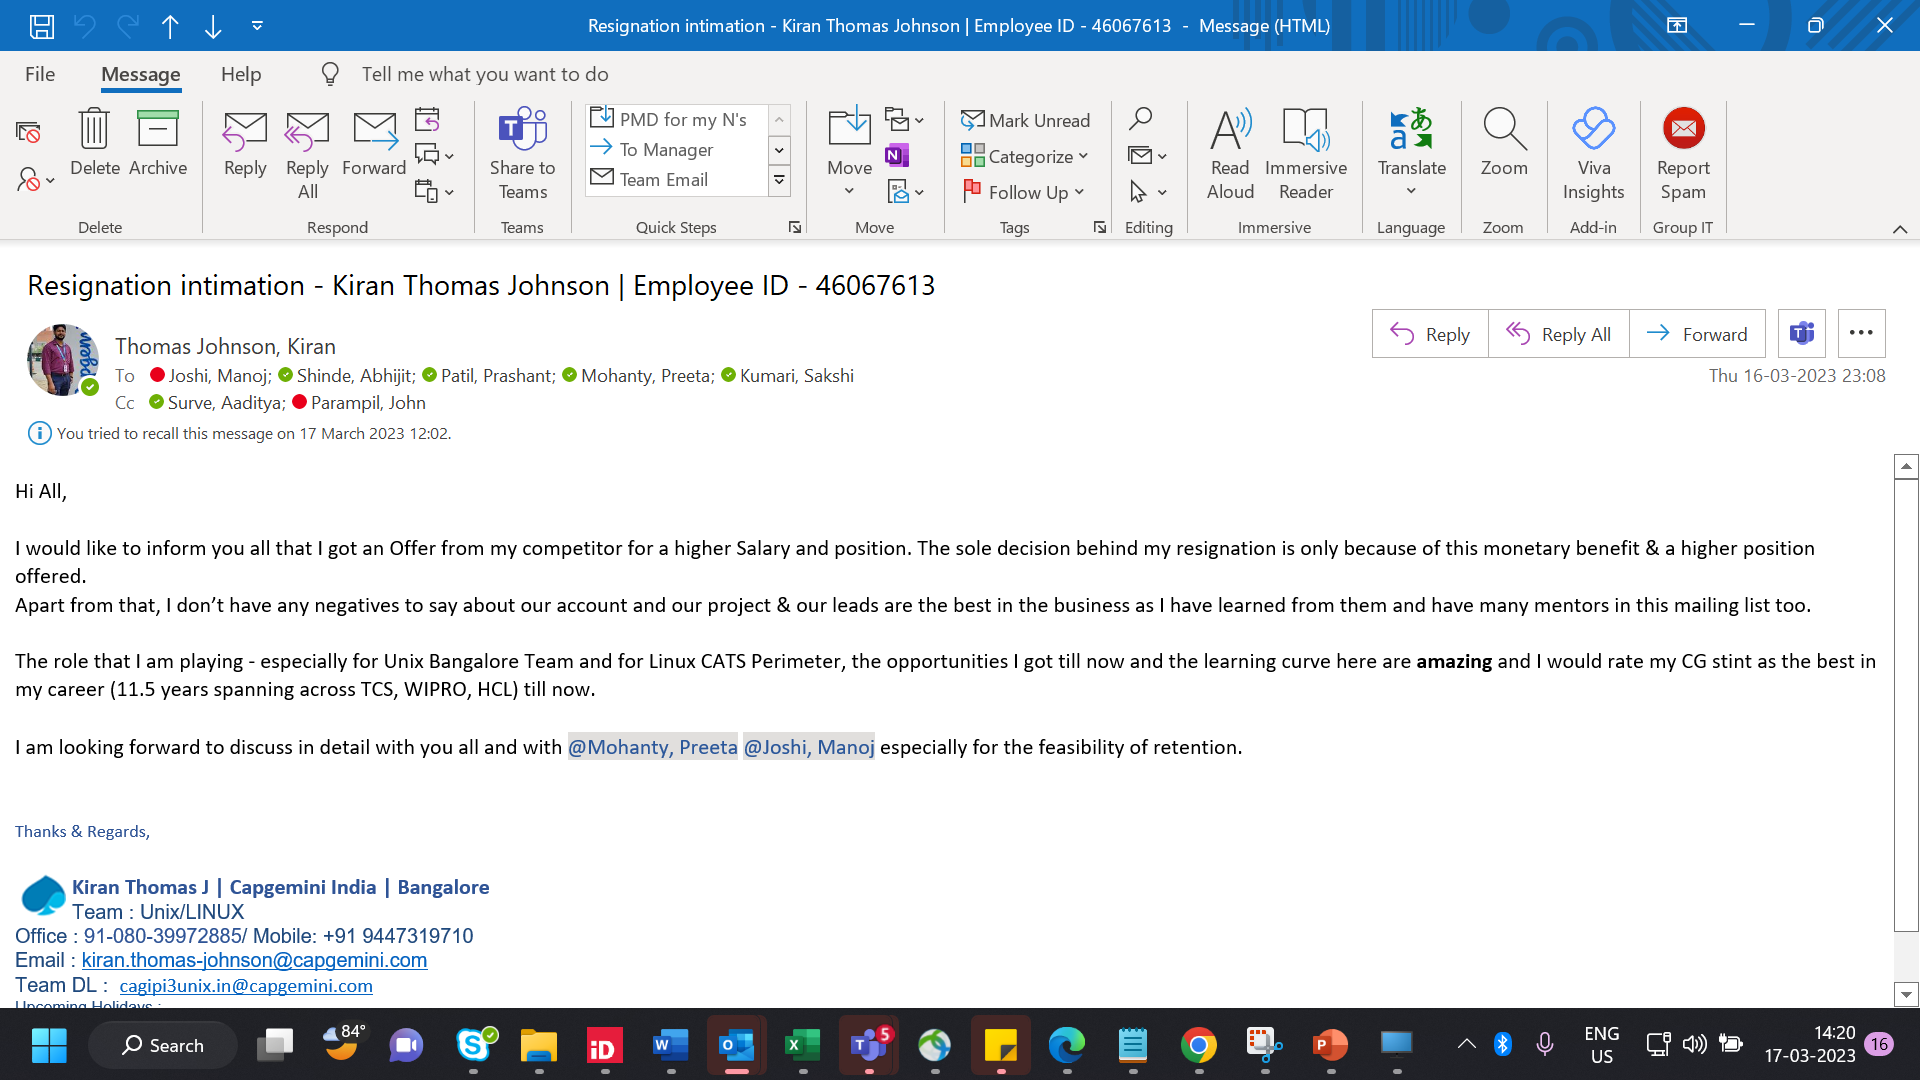 Resignation intimation - Kiran Thomas Johnson | Employee ID - 46067613 - Message (HTML)
File Message Help Tell me what you want to do
Delete Archive
Delete
Reply Reply All Forward
Respond
Share to Teams
Teams
PMD for my N's
To Manager
Team Email
Quick Steps
Move
Move
Mark Unread
Categorize
Follow Up
Tags
Editing
Read Aloud Immersive Reader
Immersive
Translate
Language
Zoom
Zoom
Viva Insights
Add-in
Report Spam
Group IT
Resignation intimation - Kiran Thomas Johnson | Employee ID - 46067613
Thomas Johnson, Kiran
To Joshi, Manoj; Shinde, Abhijit; Patil, Prashant; Mohanty, Preeta; Kumari, Sakshi
Cc Surve, Aaditya; Parampil, John
Reply Reply All Forward
Thu 16-03-2023 23:08
You tried to recall this message on 17 March 2023 12:02.
Hi All,
I would like to inform you all that I got an Offer from my competitor for a higher Salary and position. The sole decision behind my resignation is only because of this monetary benefit & a higher position
offered.
Apart from that, I don’t have any negatives to say about our account and our project & our leads are the best in the business as I have learned from them and have many mentors in this mailing list too.
The role that I am playing - especially for Unix Bangalore Team and for Linux CATS Perimeter, the opportunities I got till now and the learning curve here are amazing and I would rate my CG stint as the best in
my career (11.5 years spanning across TCS, WIPRO, HCL) till now.
I am looking forward to discuss in detail with you all and with @Mohanty, Preeta @Joshi, Manoj especially for the feasibility of retention.
Thanks & Regards,
Kiran Thomas J | Capgemini India | Bangalore
Team : Unix/LINUX
Office : 91-080-39972885/ Mobile: +91 9447319710
Email : kiran.thomas-johnson@capgemini.com
Team DL : cagipi3unix.in@capgemini.com
Upcoming Holidays :
84°
Search
5
ENG
US
14:20
17-03-2023
16